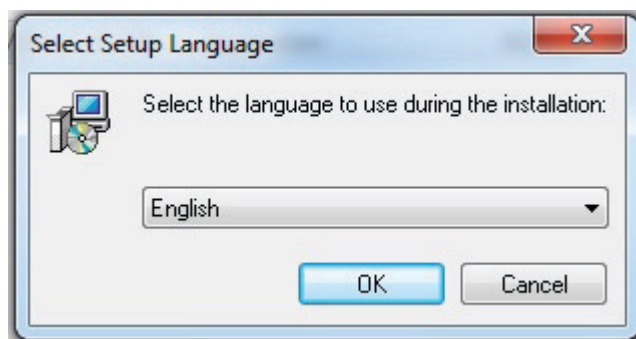 Select Setup Language
Select the language to use during the installation:
English
OK
Cancel